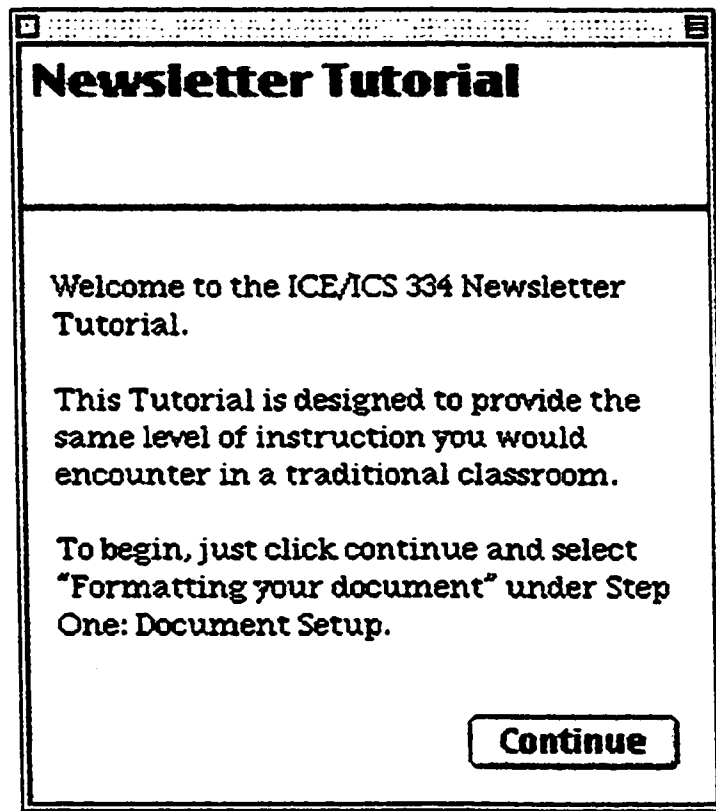 Newsletter Tutorial
Welcome to the ICE/ICS 334 Newsletter
Tutorial.
This Tutorial is designed to provide the
same level of instruction you would
encounter in a traditional classroom.
To begin, just click continue and select
"Formatting your document" under Step
One: Document Setup.
Continue